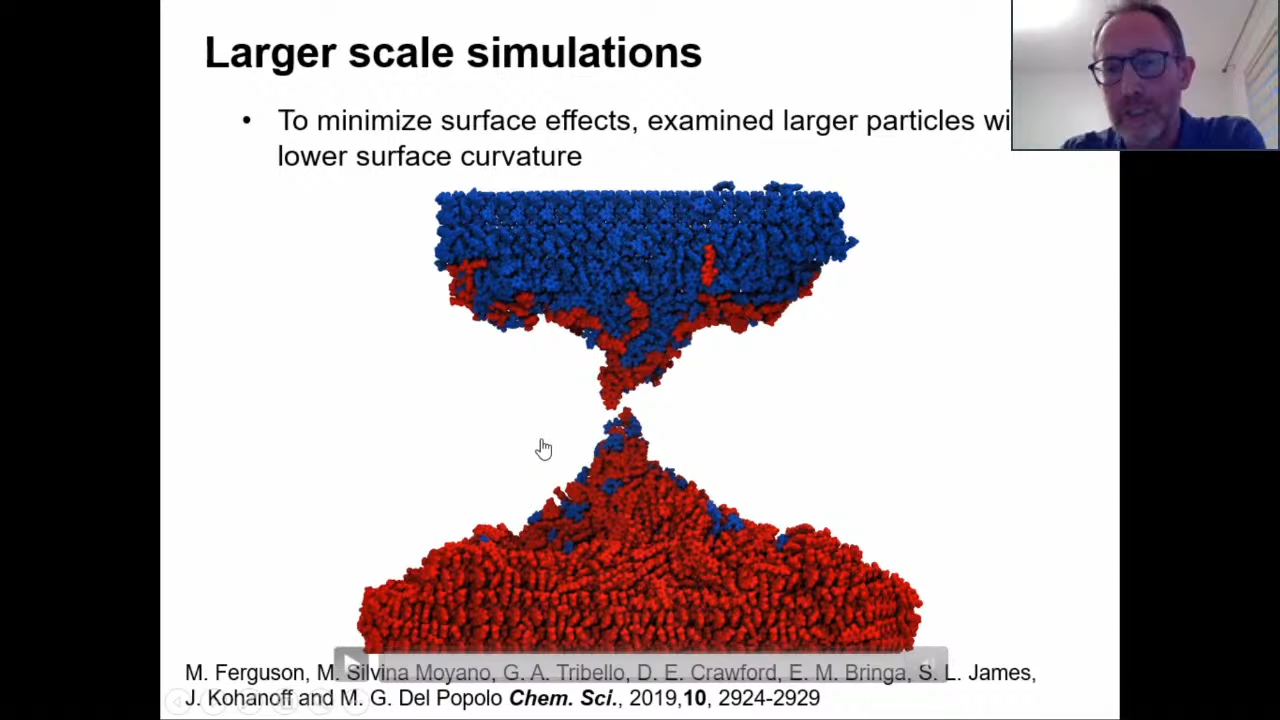 Larger scale simulations
• To minimize surface effects, examined larger particles wi
lower surface curvature
M. Ferguson, M. Silvina Moyano, G. A. Tribello, D. E. Crawford, E. M. Bringa, S. L. James,
J. Kohanoff and M. G. Del Popolo Chem. Sci., 2019,10, 2924-2929